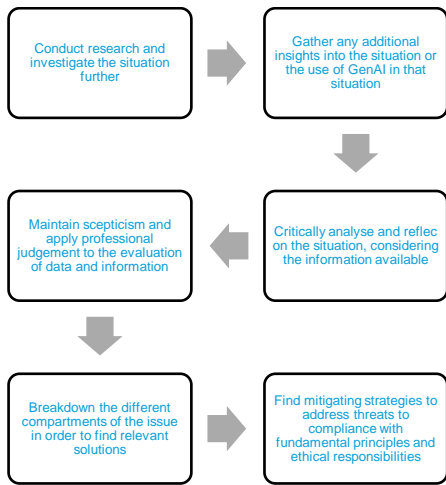 Conduct research and
investigate the situation
further
Gather any additional
insights into the situation or
the use of GenAI in that
situation
Critically analyse and reflec
on the situation, considering
the information available
Maintain scepticism and
apply professional
judgement to the evaluation
of data and information
Breakdown the different
compartments of the issue
in order to find relevant
solutions
Find mitigating strategies to
address threats to
compliance with
fundamental principles and
ethical responsibilities